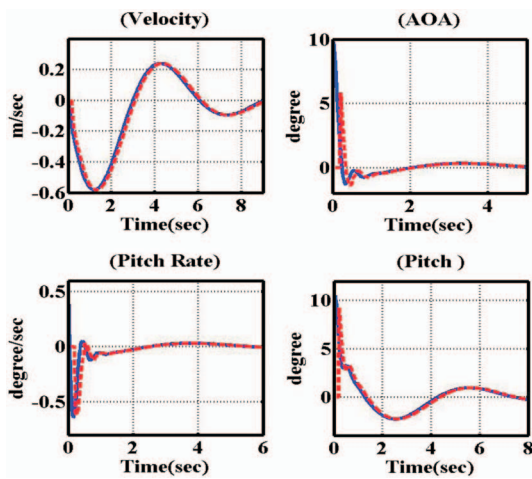 (Velocity)
m/sec
0.2
0
-0.2
-0.4
-0.6
0 2 4 6 8
Time(sec)
(AOA)
degree
10
5
0
0 2 4
Time(sec)
(Pitch Rate)
degree/sec
0.5
0
-0.5
0 2 4 6
Time(sec)
(Pitch )
degree
10
5
0
0 2 4 6 8
Time(sec)